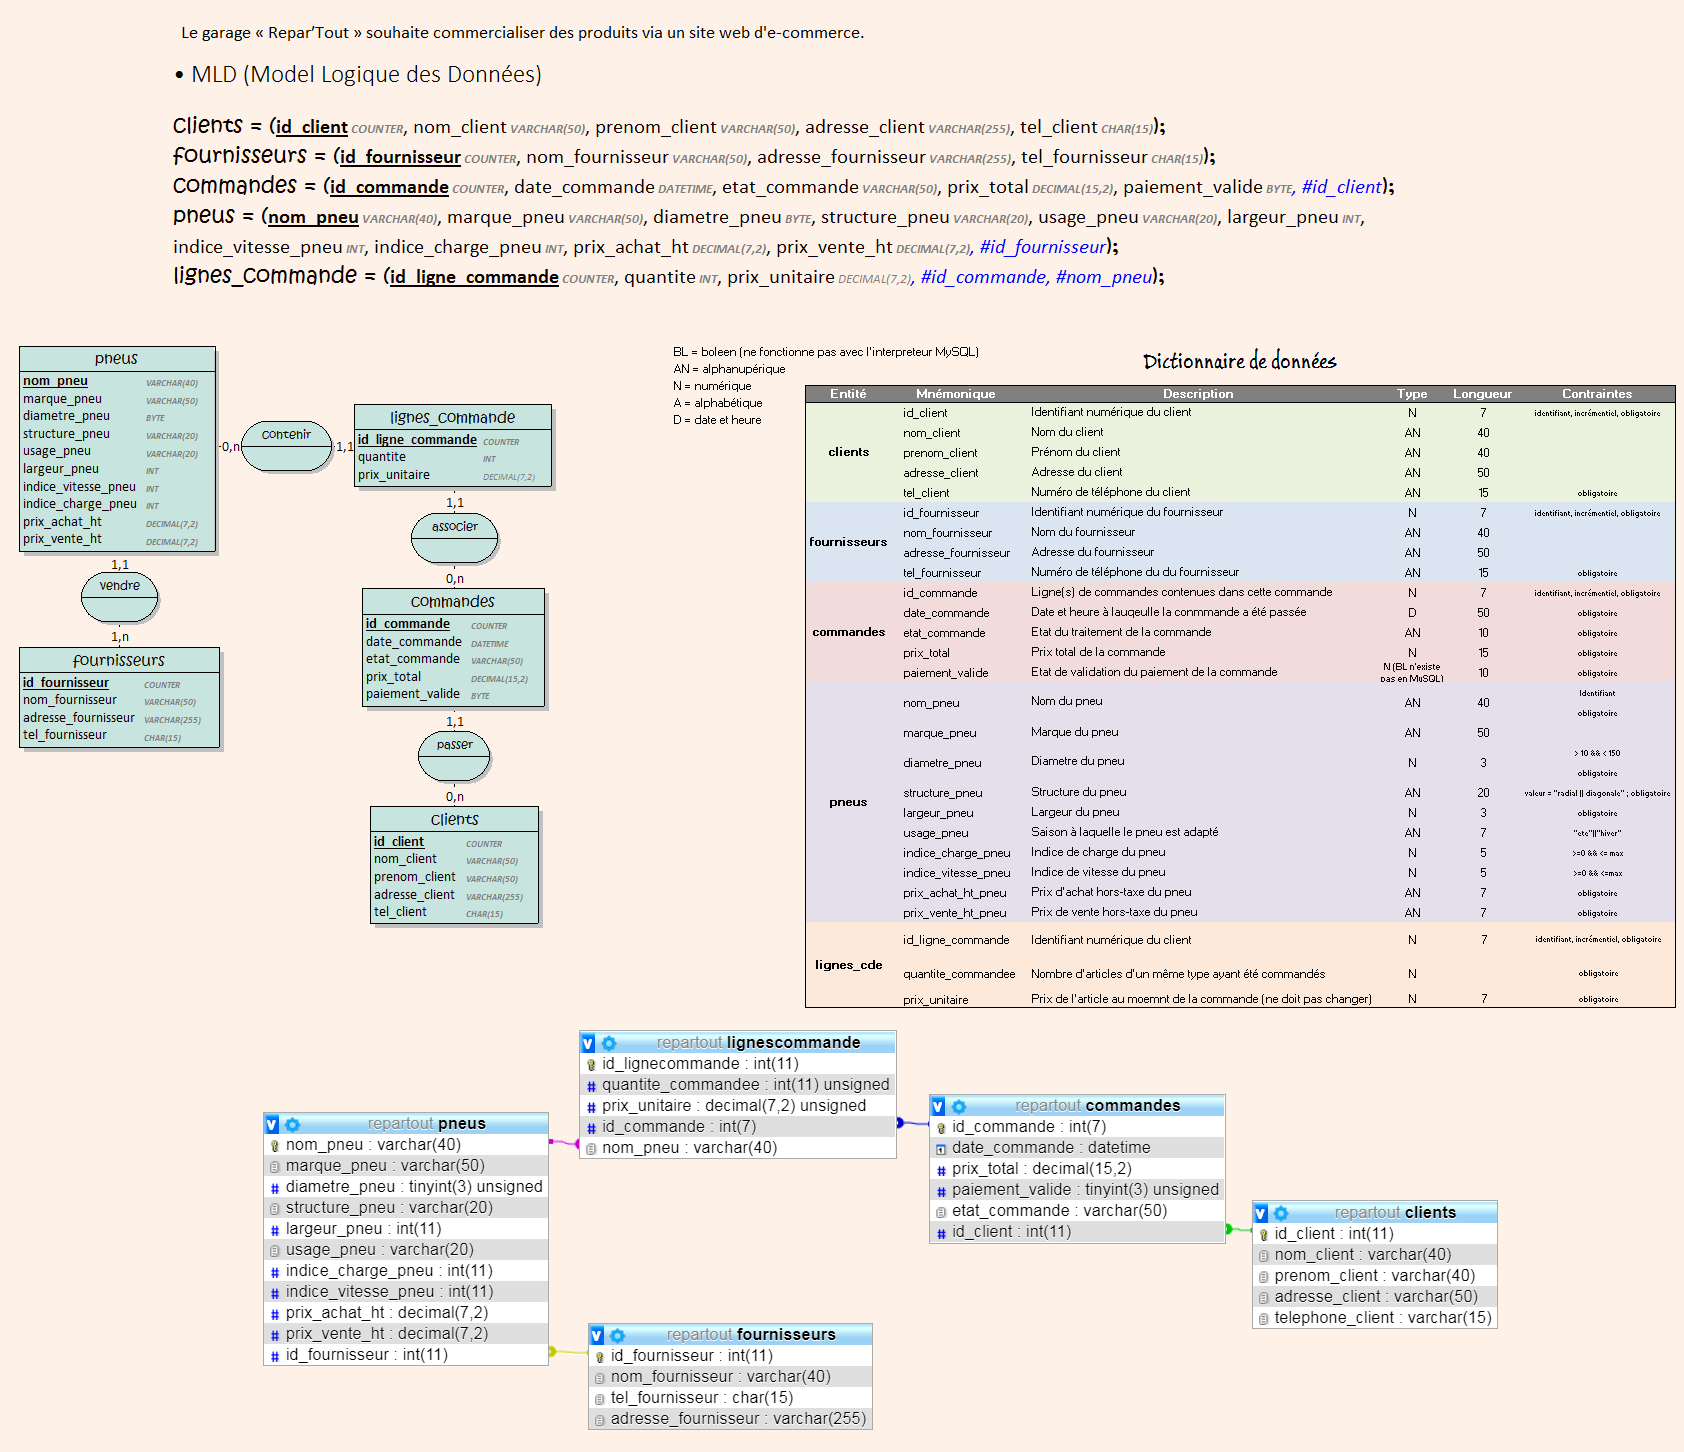 Le garage « Repar’Tout » souhaite commercialiser des produits via un site web d'e-commerce.
• MLD (Model Logique des Données)
Clients = (id_client COUNTER, nom_client VARCHAR(50), prenom_client VARCHAR(50), adresse_client VARCHAR(255), tel_client CHAR(15));
fournisseurs = (id_fournisseur COUNTER, nom_fournisseur VARCHAR(50), adresse_fournisseur VARCHAR(255), tel_fournisseur CHAR(15));
Commandes = (id_commande COUNTER, date_commande DATETIME, etat_commande VARCHAR(50), prix_total DECIMAL(15,2), paiement_valide BYTE, #id_client);
pneus = (nom_pneu VARCHAR(40), marque_pneu VARCHAR(50), diametre_pneu BYTE, structure_pneu VARCHAR(20), usage_pneu VARCHAR(20), largeur_pneu INT,
indice_vitesse_pneu INT, indice_charge_pneu INT, prix_achat_ht DECIMAL(7,2), prix_vente_ht DECIMAL(7,2), #id_fournisseur);
lignes_commande = (id_ligne_commande COUNTER, quantite INT, prix_unitaire DECIMAL(7,2), #id_commande, #nom_pneu);
pneus
nom_pneu VARCHAR(40)
marque_pneu VARCHAR(50)
diametre_pneu BYTE
structure_pneu VARCHAR(20)
usage_pneu VARCHAR(20)
largeur_pneu INT
indice_vitesse_pneu INT
indice_charge_pneu INT
prix_achat_ht DECIMAL(7,2)
prix_vente_ht DECIMAL(7,2)
0,n
contenir
1,1
lignes_commande
id_ligne_commande COUNTER
quantite INT
prix_unitaire DECIMAL(7,2)
1,1
associer
0,n
1,1
vendre
1,n
fournisseurs
id_fournisseur COUNTER
nom_fournisseur VARCHAR(50)
adresse_fournisseur VARCHAR(255)
tel_fournisseur CHAR(15)
commandes
id_commande COUNTER
date_commande DATETIME
etat_commande VARCHAR(50)
prix_total DECIMAL(15,2)
paiement_valide BYTE
1,1
passer
0,n
clients
id_client COUNTER
nom_client VARCHAR(50)
prenom_client VARCHAR(50)
adresse_client VARCHAR(255)
tel_client CHAR(15)
BL = boleen (ne fonctionne pas avec l'interpreteur MySQL)
AN = alphanupérique
N = numérique
A = alphabétique
D = date et heure
Dictionnaire de données
Entité Mnémonique Description Type Longueur Contraintes
id_client Identifiant numérique du client N 7 identifiant, incrémentiel, obligatoire
nom_client Nom du client AN 40
clients prenom_client Prénom du client AN 40
adresse_client Adresse du client AN 50
tel_client Numéro de téléphone du client AN 15 obligatoire
id_fournisseur Identifiant numérique du fournisseur N 7 identifiant, incrémentiel, obligatoire
nom_fournisseur Nom du fournisseur AN 40
fournisseurs adresse_fournisseur Adresse du fournisseur AN 50
tel_fournisseur Numéro de téléphone du du fournisseur AN 15 obligatoire
id_commande Ligne(s) de commandes contenues dans cette commande N 7 identifiant, incrémentiel, obligatoire
date_commande Date et heure à lauqeulle la conmmande a été passée D 50 obligatoire
commandes etat_commande Etat du traitement de la commande AN 10 obligatoire
prix_total Prix total de la commande N 15 obligatoire
paiement_valide Etat de validation du paiement de la commande N (BL n'existe pas en MySQL) 10 obligatoire
nom_pneu Nom du pneu AN 40 Identifiant obligatoire
marque_pneu Marque du pneu AN 50
diametre_pneu Diametre du pneu N 3 > 10 && < 150 obligatoire
pneus structure_pneu Structure du pneu AN 20 valeur = "radial || diagonale" ; obligatoire
largeur_pneu Largeur du pneu N 3 obligatoire
usage_pneu Saison à laquelle le pneu est adapté AN 7 "ete"||"hiver"
indice_charge_pneu Indice de charge du pneu N 5 >=0 && <= max
indice_vitesse_pneu Indice de vitesse du pneu N 5 >=0 && <=max
prix_achat_ht_pneu Prix d'achat hors-taxe du pneu AN 7 obligatoire
prix_vente_ht_pneu Prix de vente hors-taxe du pneu AN 7 obligatoire
id_ligne_commande Identifiant numérique du client N 7 identifiant, incrémentiel, obligatoire
lignes_cde quantite_commandee Nombre d'articles d'un même type ayant été commandés N obligatoire
prix_unitaire Prix de l'article au moemnt de la commande (ne doit pas changer) N 7 obligatoire
repartout lignescommande
id_lignecommande : int(11)
quantite_commandee : int(11) unsigned
prix_unitaire : decimal(7,2) unsigned
id_commande : int(7)
nom_pneu : varchar(40)
repartout commandes
id_commande : int(7)
date_commande : datetime
prix_total : decimal(15,2)
paiement_valide : tinyint(3) unsigned
etat_commande : varchar(50)
id_client : int(11)
repartout pneus
nom_pneu : varchar(40)
marque_pneu : varchar(50)
diametre_pneu : tinyint(3) unsigned
structure_pneu : varchar(20)
largeur_pneu : int(11)
usage_pneu : varchar(20)
indice_charge_pneu : int(11)
indice_vitesse_pneu : int(11)
prix_achat_ht : decimal(7,2)
prix_vente_ht : decimal(7,2)
id_fournisseur : int(11)
repartout clients
id_client : int(11)
nom_client : varchar(40)
prenom_client : varchar(40)
adresse_client : varchar(50)
telephone_client : varchar(15)
repartout fournisseurs
id_fournisseur : int(11)
nom_fournisseur : varchar(40)
tel_fournisseur : char(15)
adresse_fournisseur : varchar(255)